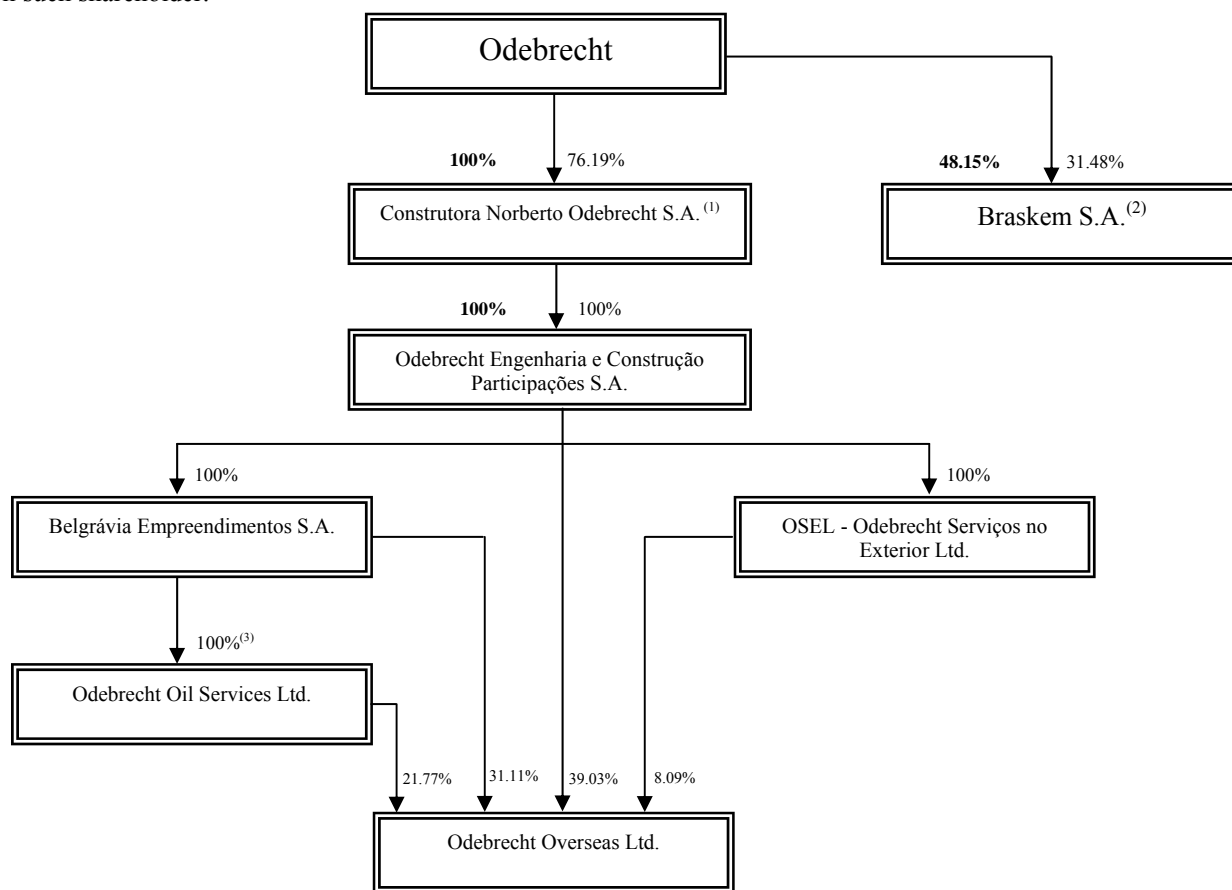 such shareholder.
Odebrecht
100% 76.19%
48.15% 31.48%
Construtora Norberto Odebrecht S.A. (1)
Braskem S.A.(2)
100% 100%
Odebrecht Engenharia e Construção
Participações S.A.
100%
100%
Belgrávia Empreendimentos S.A.
OSEL - Odebrecht Serviços no
Exterior Ltd.
100%(3)
Odebrecht Oil Services Ltd.
21.77% 31.11% 39.03% 8.09%
Odebrecht Overseas Ltd.